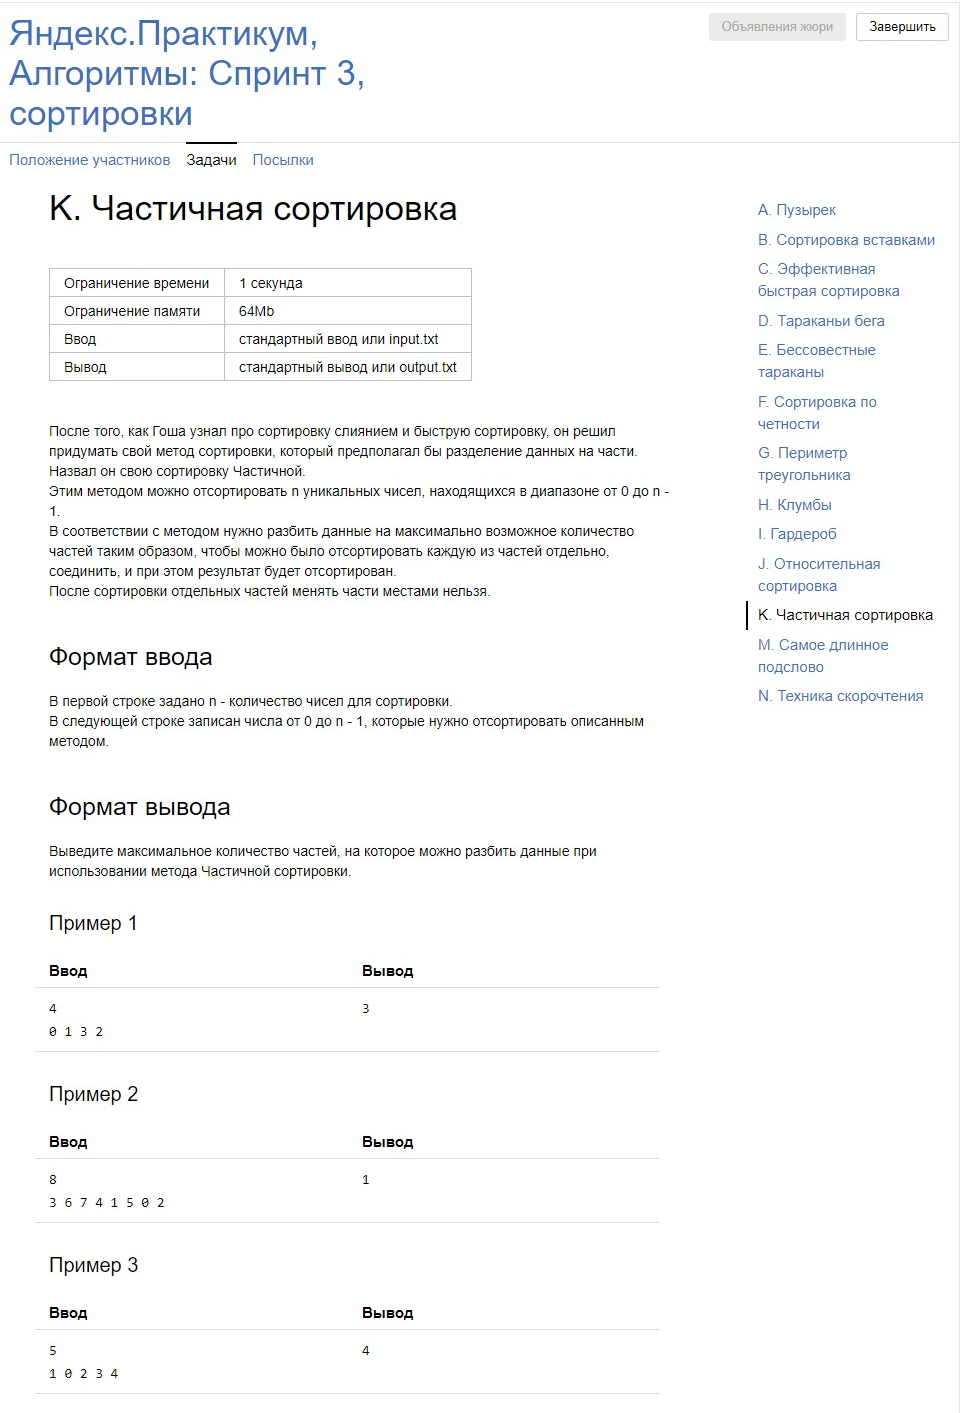 Яндекс.Практикум,
Алгоритмы: Спринт 3,
сортировки
Объявления жюри
Завершить
Положение участников
Задачи
Посылки
K. Частичная сортировка
Ограничение времени 1 секунда
Ограничение памяти 64Mb
Ввод стандартный ввод или input.txt
Вывод стандартный вывод или output.txt
После того, как Гоша узнал про сортировку слиянием и быструю сортировку, он решил
придумать свой метод сортировки, который предполагал бы разделение данных на части.
Назвал он свою сортировку Частичной.
Этим методом можно отсортировать n уникальных чисел, находящихся в диапазоне от 0 до n -
1.
В соответствии с методом нужно разбить данные на максимально возможное количество
частей таким образом, чтобы можно было отсортировать каждую из частей отдельно,
соединить, и при этом результат будет отсортирован.
После сортировки отдельных частей менять части местами нельзя.
Формат ввода
В первой строке задано n - количество чисел для сортировки.
В следующей строке записан числа от 0 до n - 1, которые нужно отсортировать описанным
методом.
Формат вывода
Выведите максимальное количество частей, на которое можно разбить данные при
использовании метода Частичной сортировки.
Пример 1
Ввод Вывод
4 3
0 1 3 2
Пример 2
Ввод Вывод
8 1
3 6 7 4 1 5 0 2
Пример 3
Ввод Вывод
5 4
1 0 2 3 4
A. Пузырек
B. Сортировка вставками
C. Эффективная
быстрая сортировка
D. Тараканьи бега
E. Бессовестные
тараканы
F. Сортировка по
четности
G. Периметр
треугольника
H. Клумбы
I. Гардероб
J. Относительная
сортировка
K. Частичная сортировка
M. Самое длинное
подслово
N. Техника скорочтения